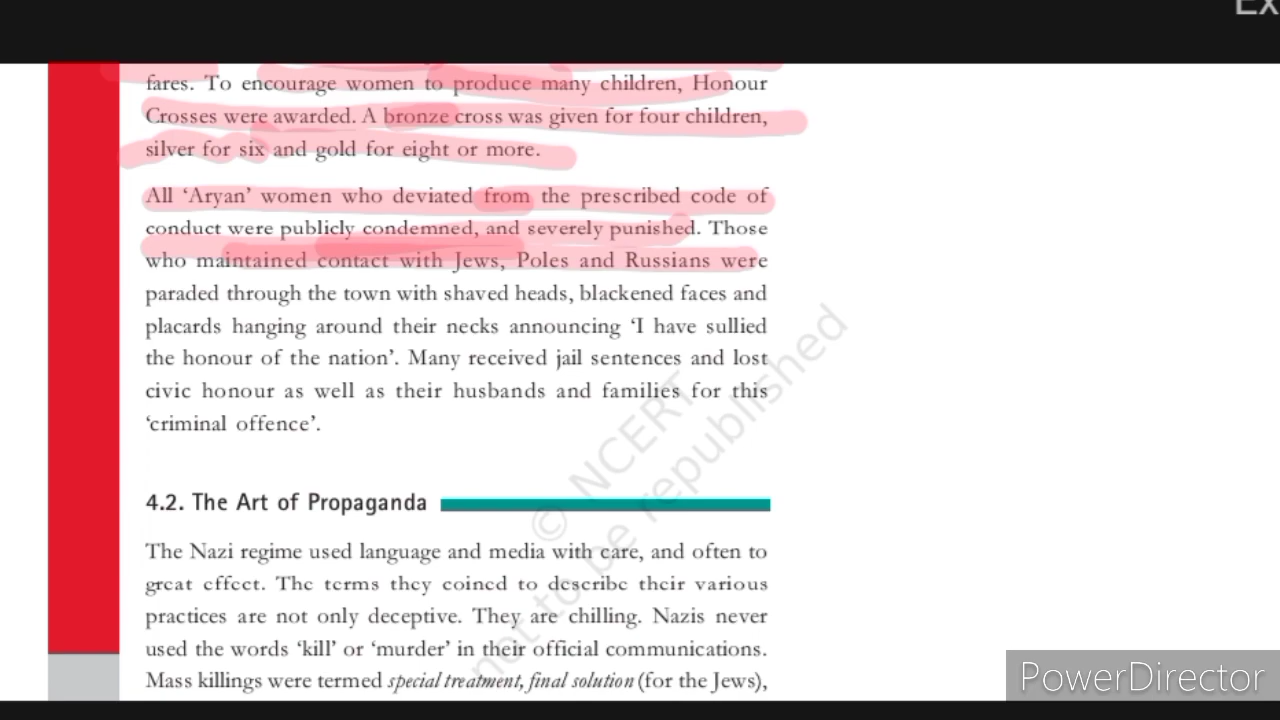 Ex
fares. To encourage women to produce many children, Honour
Crosses were awarded. A bronze cross was given for four children,
silver for six and gold for eight or more.
All ‘Aryan’ women who deviated from the prescribed code of
conduct were publicly condemned, and severely punished. Those
who maintained contact with Jews, Poles and Russians were
paraded through the town with shaved heads, blackened faces and
placards hanging around their necks announcing ‘I have sullied
the honour of the nation’. Many received jail sentences and lost
civic honour as well as their husbands and families for this
‘criminal offence’.
4.2. The Art of Propaganda
The Nazi regime used language and media with care, and often to
great effect. The terms they coined to describe their various
practices are not only deceptive. They are chilling. Nazis never
used the words ‘kill’ or ‘murder’ in their official communications.
Mass killings were termed special treatment, final solution (for the Jews),
© NCERT
not to be republished
PowerDirector